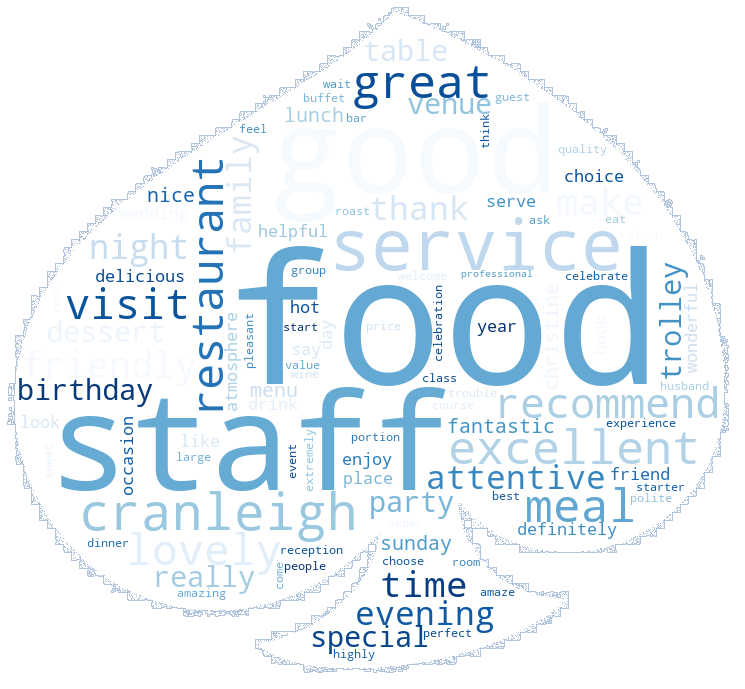 table
great
wait
buffet
venue
guest
lunch
bar
feel
think
good
quality
choice
nice
restaurant
family
make
wedding
roast
thank
serve
ask
eat
night
helpful
service
return
delicious
group
welcome
professional
celebrate
visit
hot
food
trolley
wonderful
start
price
celebration
year
christine
dessert
atmosphere
pleasant
day
say
value
wine
friendly
class
birthday
menu
drink
trouble
course
husband
recommend
look
occasion
like
staff
portion
fantastic
experience
large
event
extremely
enjoy
excellent
sweet
place
attentive
friend
starter
cranleigh
party
best
meal
polite
order
definitely
dinner
lovely
reception
sunday
people
choose
room
really
come
time
amaze
amazing
evening
special
perfect
highly